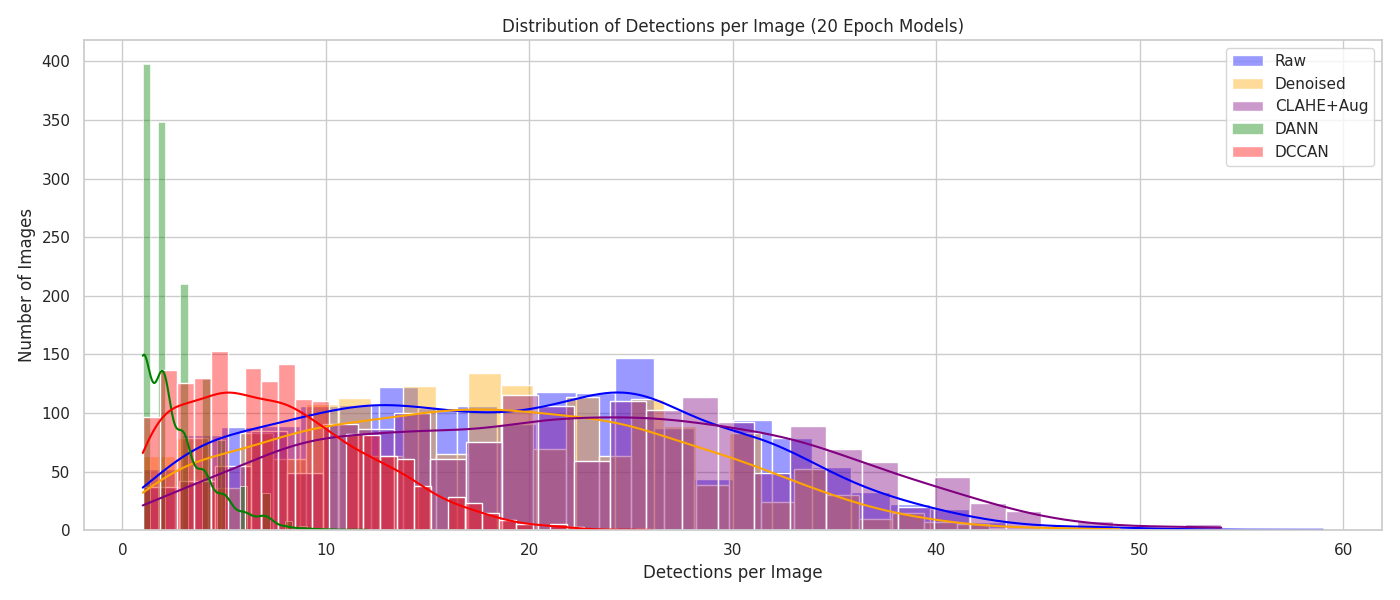 Distribution of Detections per Image (20 Epoch Models)
Raw
Denoised
CLAHE+Aug
DANN
DCCAN
Number of Images
400
350
300
250
200
150
100
50
0
0 10 20 30 40 50 60
Detections per Image